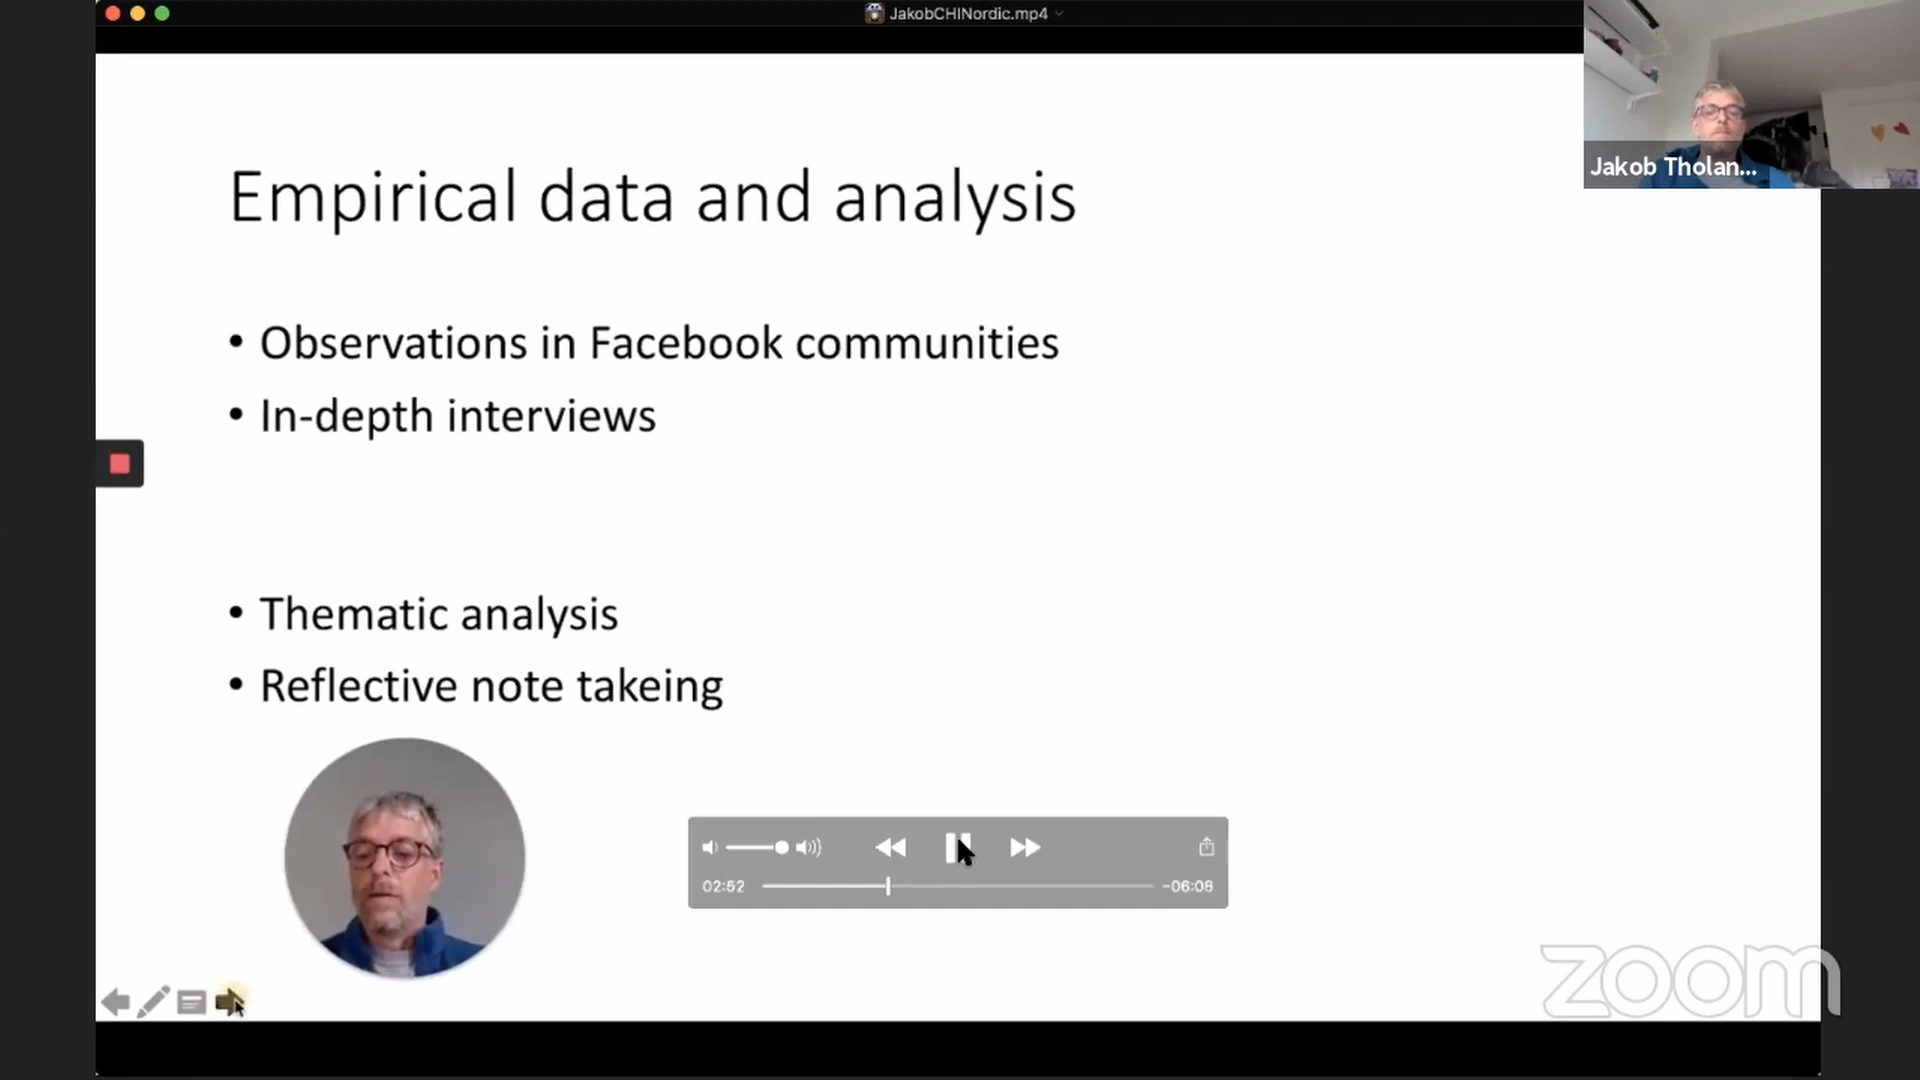 JakobCHINordic.mp4
Jakob Tholan...
Empirical data and analysis
• Observations in Facebook communities
• In-depth interviews
• Thematic analysis
• Reflective note takeing
02:52
-06:08
zoom